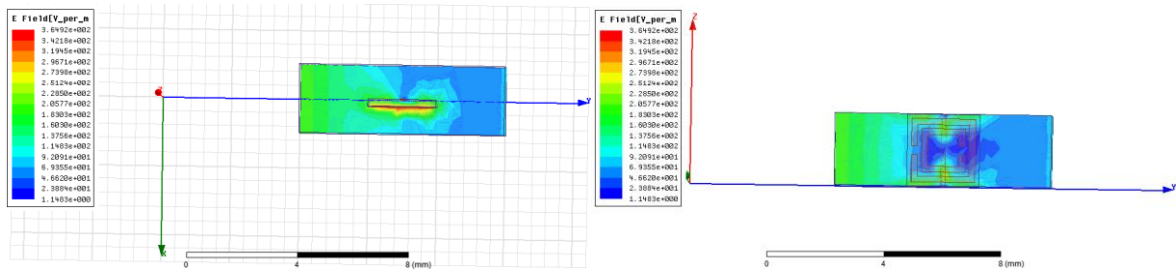 E Field[V_per_m
3.6492e+002
3.4218e+002
3.1945e+002
2.9671e+002
2.7398e+002
2.5124e+002
2.2850e+002
2.0577e+002
1.8303e+002
1.6030e+002
1.3756e+002
1.1483e+002
9.2091e+001
6.9355e+001
4.6620e+001
2.3884e+001
1.1483e+000
Y
X
0 4 8 (mm)
E Field[V_per_m
3.6492e+002
3.4218e+002
3.1945e+002
2.9671e+002
2.7398e+002
2.5124e+002
2.2850e+002
2.0577e+002
1.8303e+002
1.6030e+002
1.3756e+002
1.1483e+002
9.2091e+001
6.9355e+001
4.6620e+001
2.3884e+001
1.1483e+000
Z
Y
0 4 8 (mm)